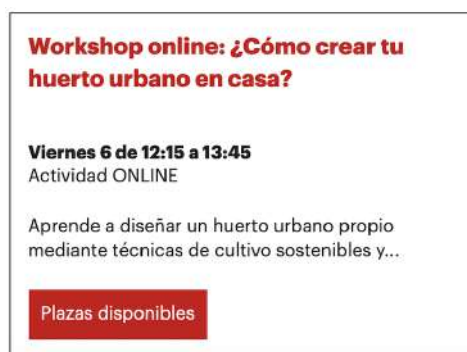 Workshop online: ¿Cómo crear tu
huerto urbano en casa?
Viernes 6 de 12:15 a 13:45
Actividad ONLINE
Aprende a diseñar un huerto urbano propio
mediante técnicas de cultivo sostenibles y...
Plazas disponibles